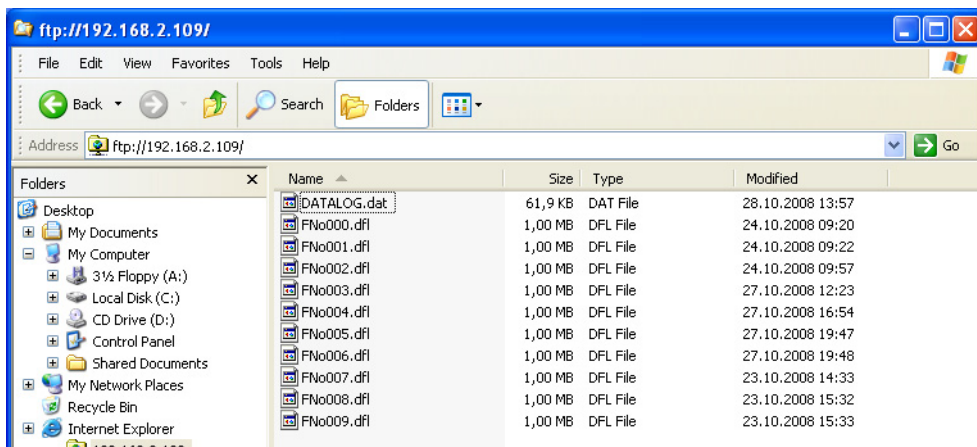 ftp://192.168.2.109/
File Edit View Favorites Tools Help
Back Search Folders
Address ftp://192.168.2.109/ Go
Folders x Name Size Type Modified
Desktop
My Documents
My Computer
3½ Floppy (A:)
Local Disk (C:)
CD Drive (D:)
Control Panel
Shared Documents
My Network Places
Recycle Bin
Internet Explorer
DATALOG.dat 61,9 KB DAT File 28.10.2008 13:57
FNo000.dfl 1,00 MB DFL File 24.10.2008 09:20
FNo001.dfl 1,00 MB DFL File 24.10.2008 09:22
FNo002.dfl 1,00 MB DFL File 24.10.2008 09:57
FNo003.dfl 1,00 MB DFL File 27.10.2008 12:23
FNo004.dfl 1,00 MB DFL File 27.10.2008 16:54
FNo005.dfl 1,00 MB DFL File 27.10.2008 19:47
FNo006.dfl 1,00 MB DFL File 27.10.2008 19:48
FNo007.dfl 1,00 MB DFL File 23.10.2008 14:33
FNo008.dfl 1,00 MB DFL File 23.10.2008 15:32
FNo009.dfl 1,00 MB DFL File 23.10.2008 15:33